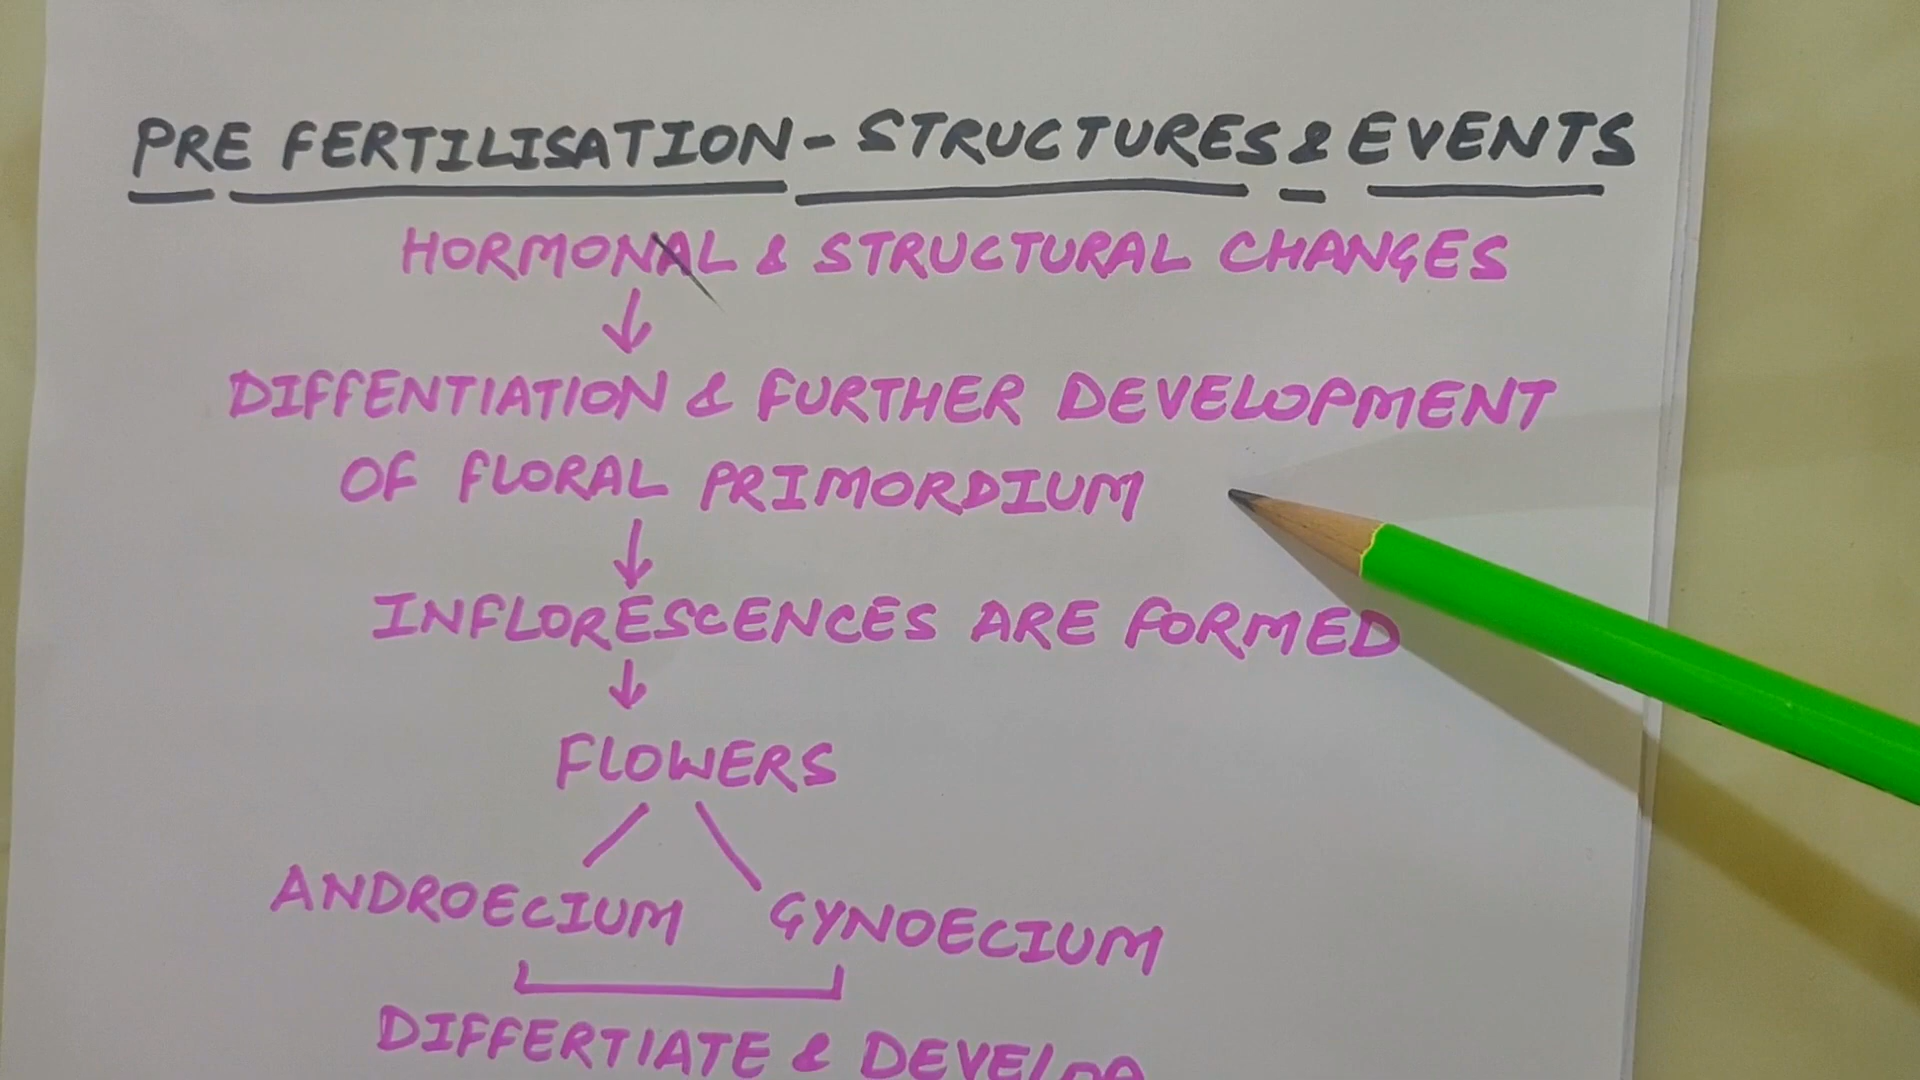 PRE FERTILISATION - STRUCTURES & EVENTS
HORMONAL & STRUCTURAL CHANGES
DIFFENTIATION & FURTHER DEVELOPMENT
OF FLORAL PRIMORDIUM
INFLORESCENCES ARE FORMED
FLOWERS
ANDROECIUM GYNOECIUM
DIFFERTIATE &